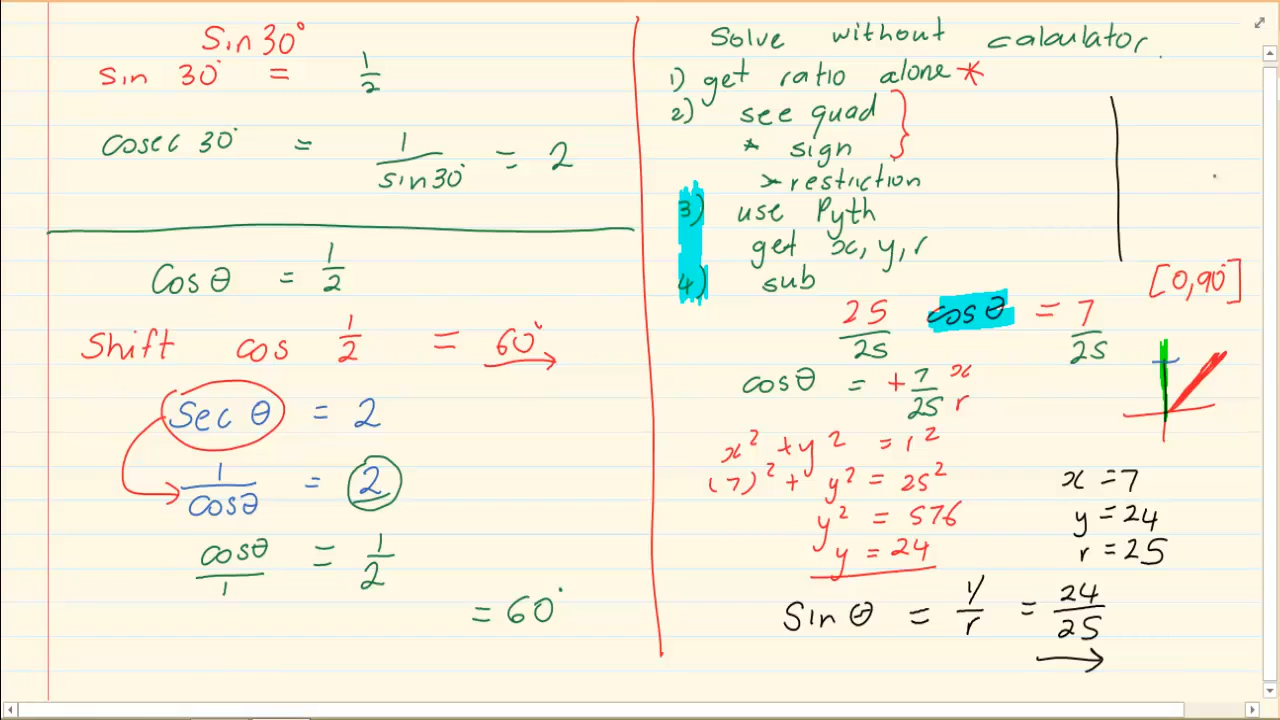 Sin 30°
sin 30° = 1/2
cosec 30° = 1/sin30° = 2
Cosθ = 1/2
Shift cos 1/2 = 60°
Sec θ = 2
1/cosθ = 2
cosθ/1 = 1/2
= 60°
Solve without calculator
1) get ratio alone *
2) see quad
* sign
* restriction
3) use Pyth
get x, y, r
4) sub
[0,90°]
25/25 cosθ = 7/25
cosθ = +7/25 x/r
x² + y² = r²
(7)² + y² = 25²
y² = 576
y = 24
x = 7
y = 24
r = 25
Sin θ = y/r = 24/25